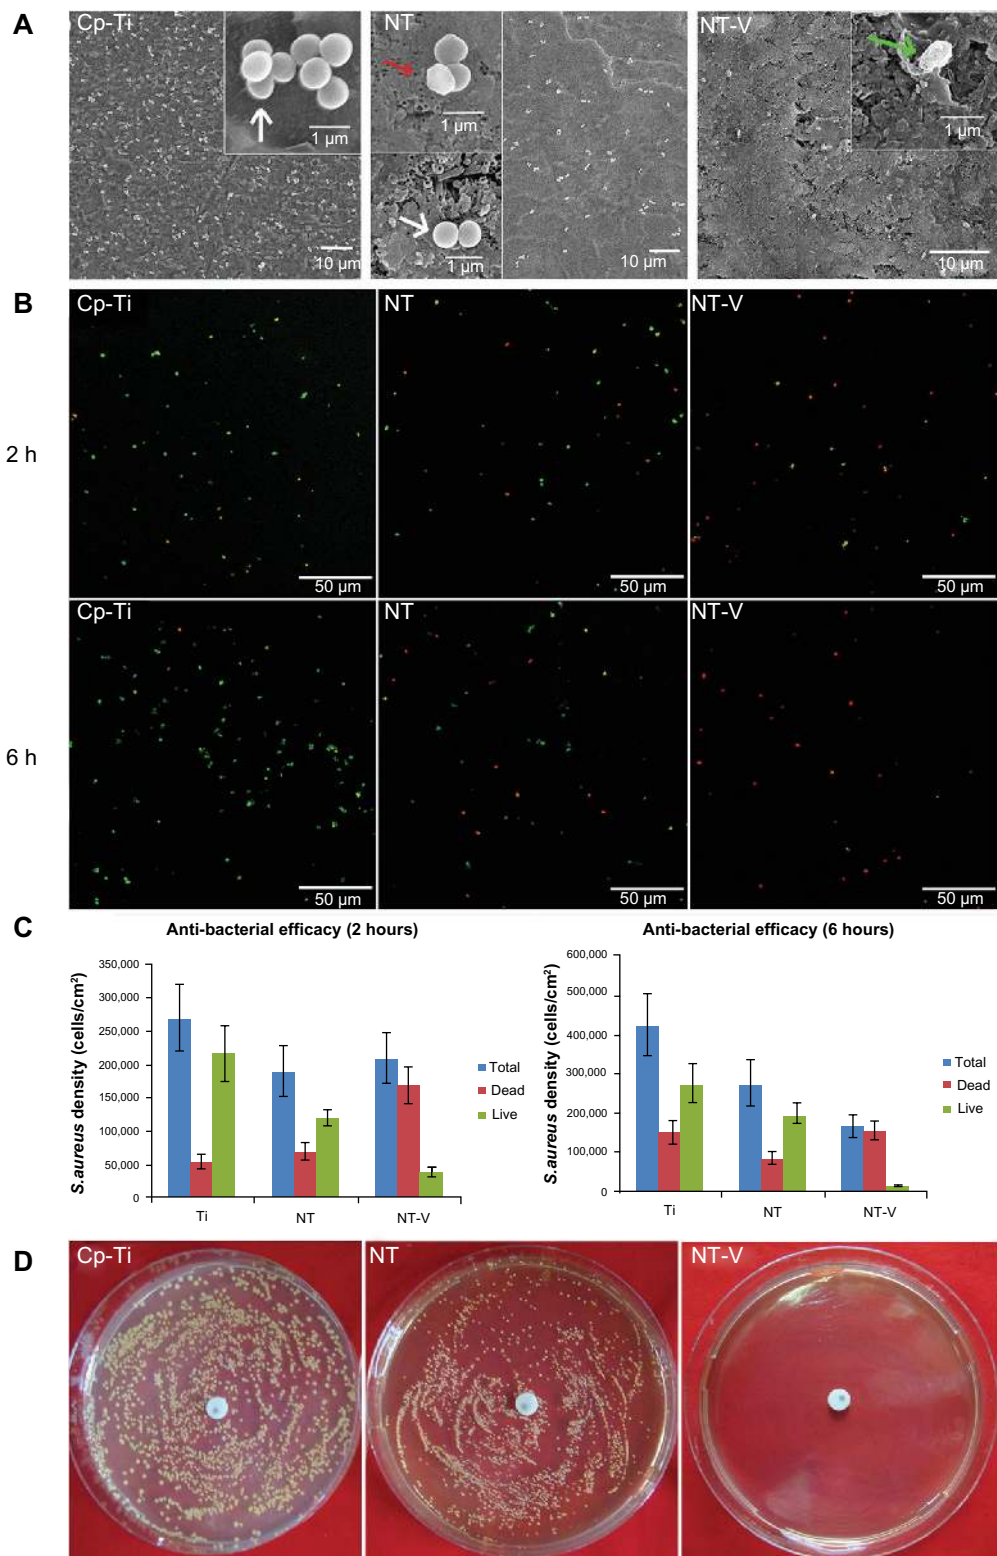 A
Cp-Ti
1 µm
10 µm
NT
1 µm
1 µm
10 µm
NT-V
1 µm
10 µm
B
2 h
Cp-Ti
50 µm
NT
50 µm
NT-V
50 µm
6 h
Cp-Ti
50 µm
NT
50 µm
NT-V
50 µm
C
Anti-bacterial efficacy (2 hours)
S.aureus density (cells/cm²)
350,000
300,000
250,000
200,000
150,000
100,000
50,000
0
Ti
NT
NT-V
Total
Dead
Live
Anti-bacterial efficacy (6 hours)
S.aureus density (cells/cm²)
600,000
500,000
400,000
300,000
200,000
100,000
0
Ti
NT
NT-V
Total
Dead
Live
D
Cp-Ti
NT
NT-V